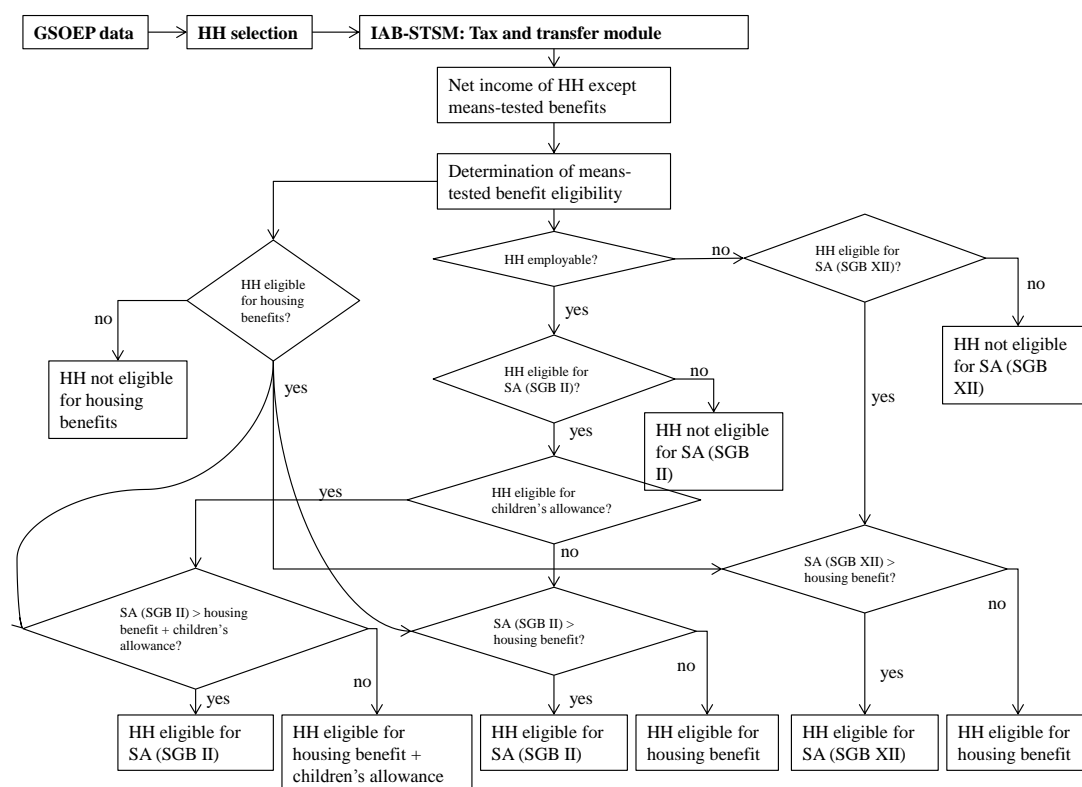 GSOEP data
HH selection
IAB-STSM: Tax and transfer module
Net income of HH except
means-tested benefits
Determination of means-
tested benefit eligibility
HH eligible
for housing
benefits?
HH employable?
no
HH eligible for
SA (SGB XII)?
no
yes
no
HH not eligible
for housing
benefits
yes
HH eligible for
SA (SGB II)?
no
HH not eligible
for SA (SGB
XII)
yes
HH not eligible
for SA (SGB
II)
yes
yes
HH eligible for
children's allowance?
no
SA (SGB II) > housing
benefit + children's
allowance?
SA (SGB II) >
housing benefit?
SA (SGB XII) >
housing benefit?
no
yes
no
yes
no
yes
HH eligible for
SA (SGB II)
HH eligible for
housing benefit +
children's allowance
HH eligible for
SA (SGB II)
HH eligible for
housing benefit
HH eligible for
SA (SGB XII)
HH eligible for
housing benefit